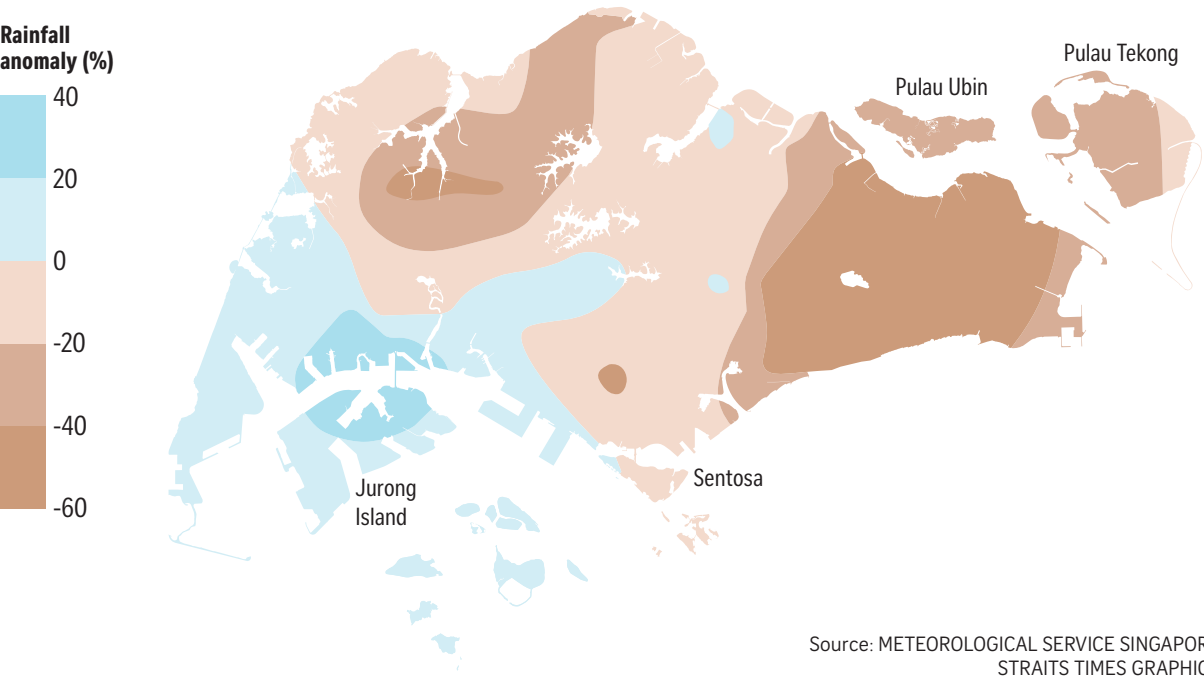 Rainfall
anomaly (%)
40
20
0
-20
-40
-60
Pulau Tekong
Pulau Ubin
Sentosa
Jurong
Island
Source: METEOROLOGICAL SERVICE SINGAPOR
STRAITS TIMES GRAPHIC